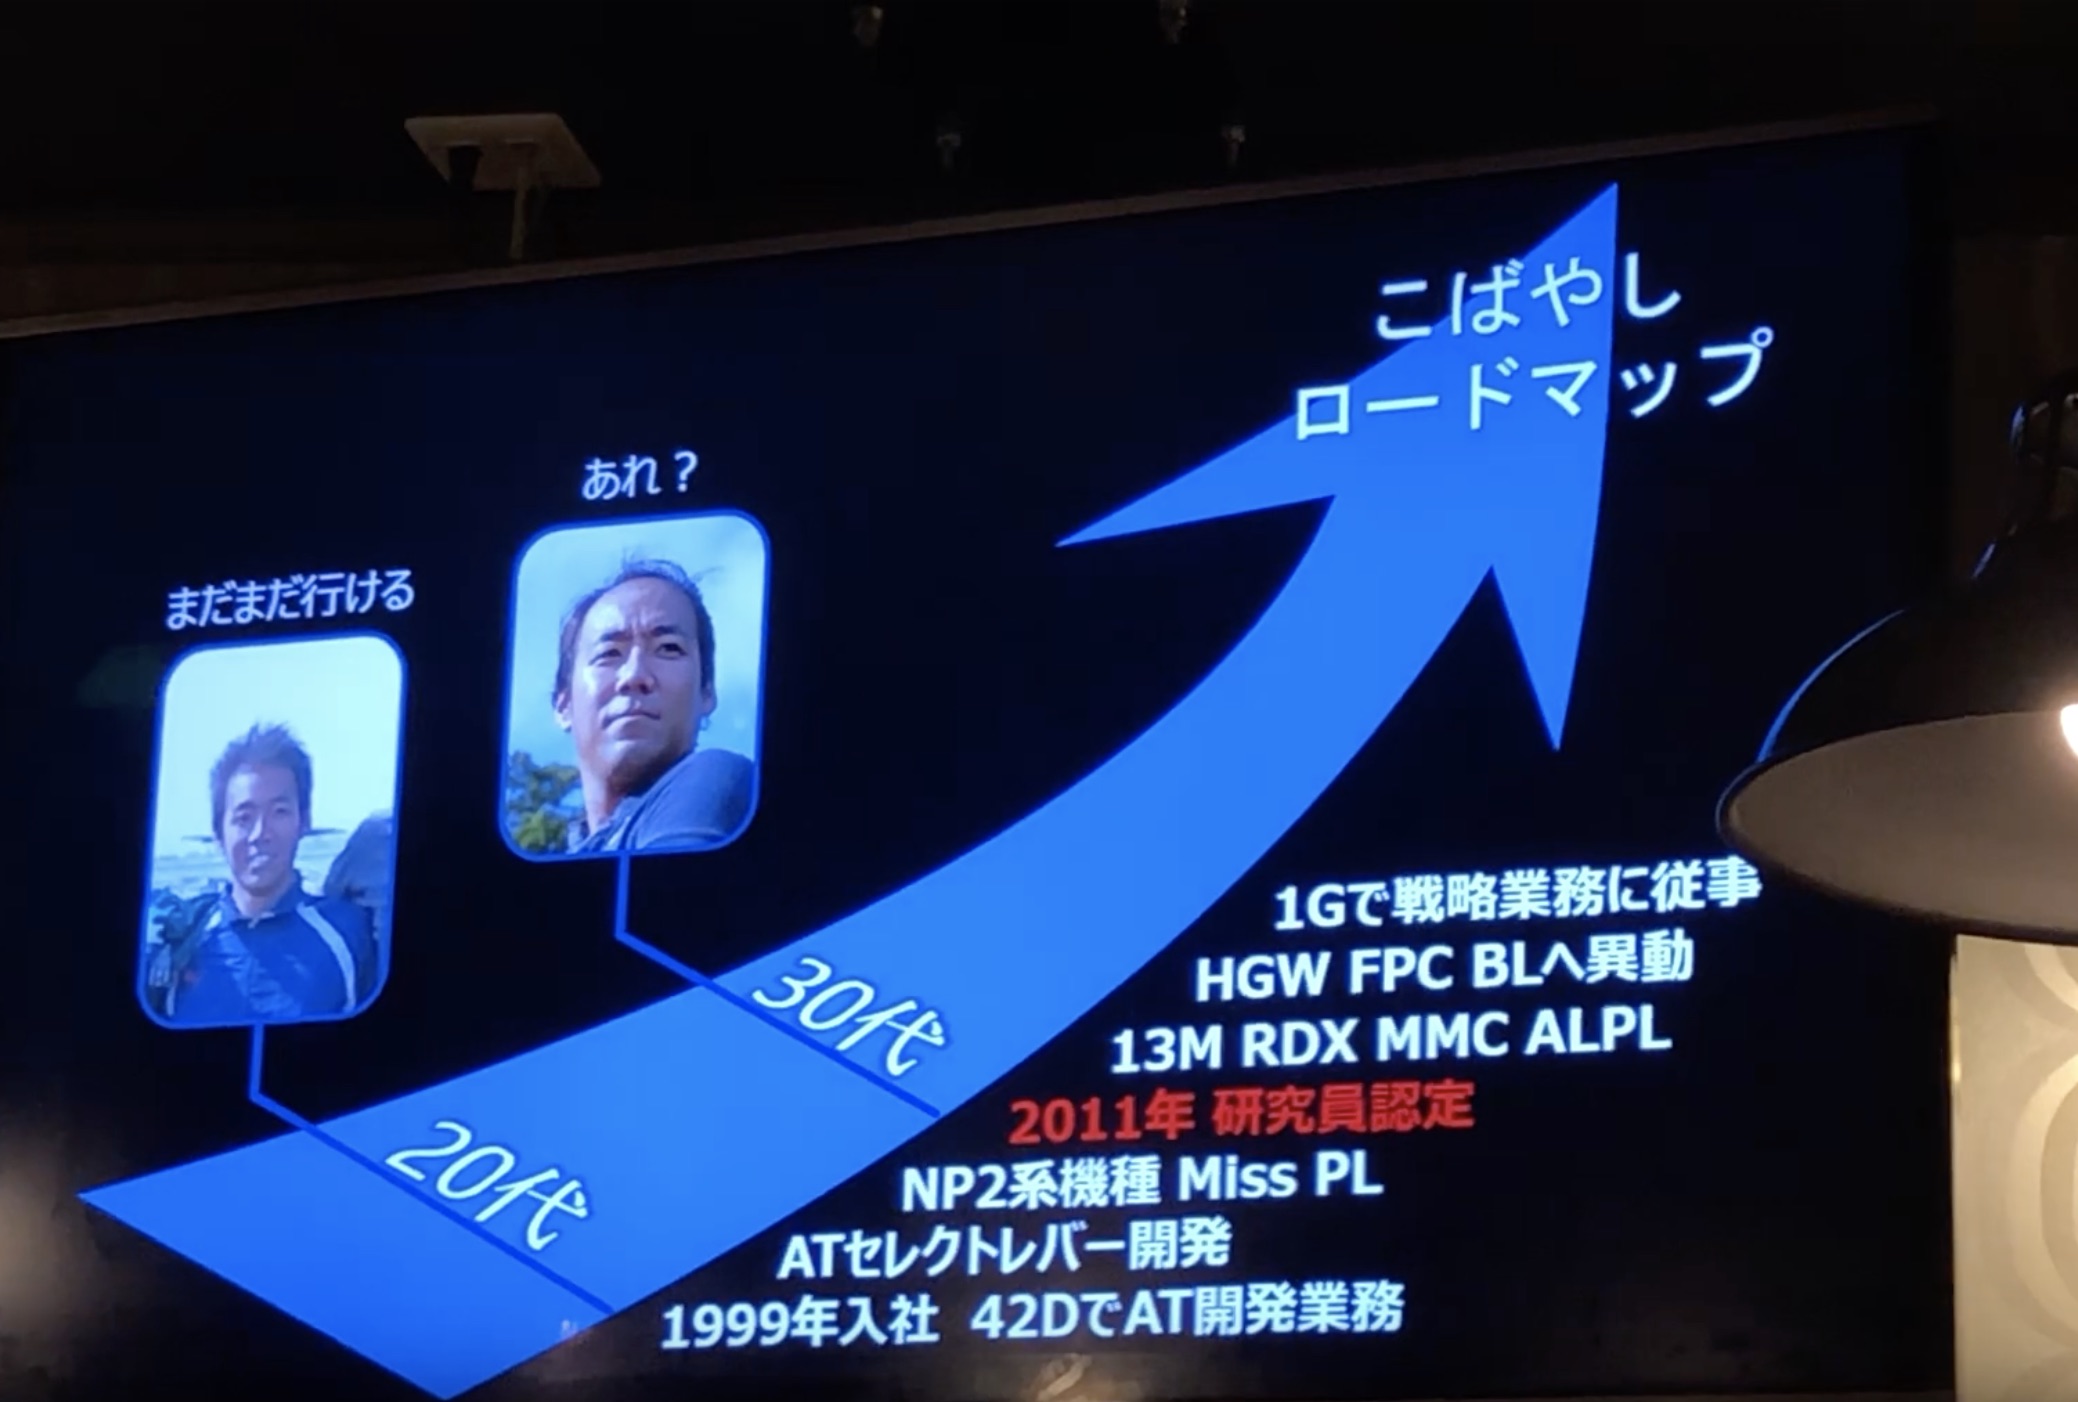 こばやし
ロードマップ
あれ？
まだまだ行ける
30代
20代
1Gで戦略業務に従事
HGW FPC BLへ異動
13M RDX MMC ALPL
2011年 研究員認定
NP2系機種 Miss PL
ATセレクトレバー開発
1999年入社 42DでAT開発業務